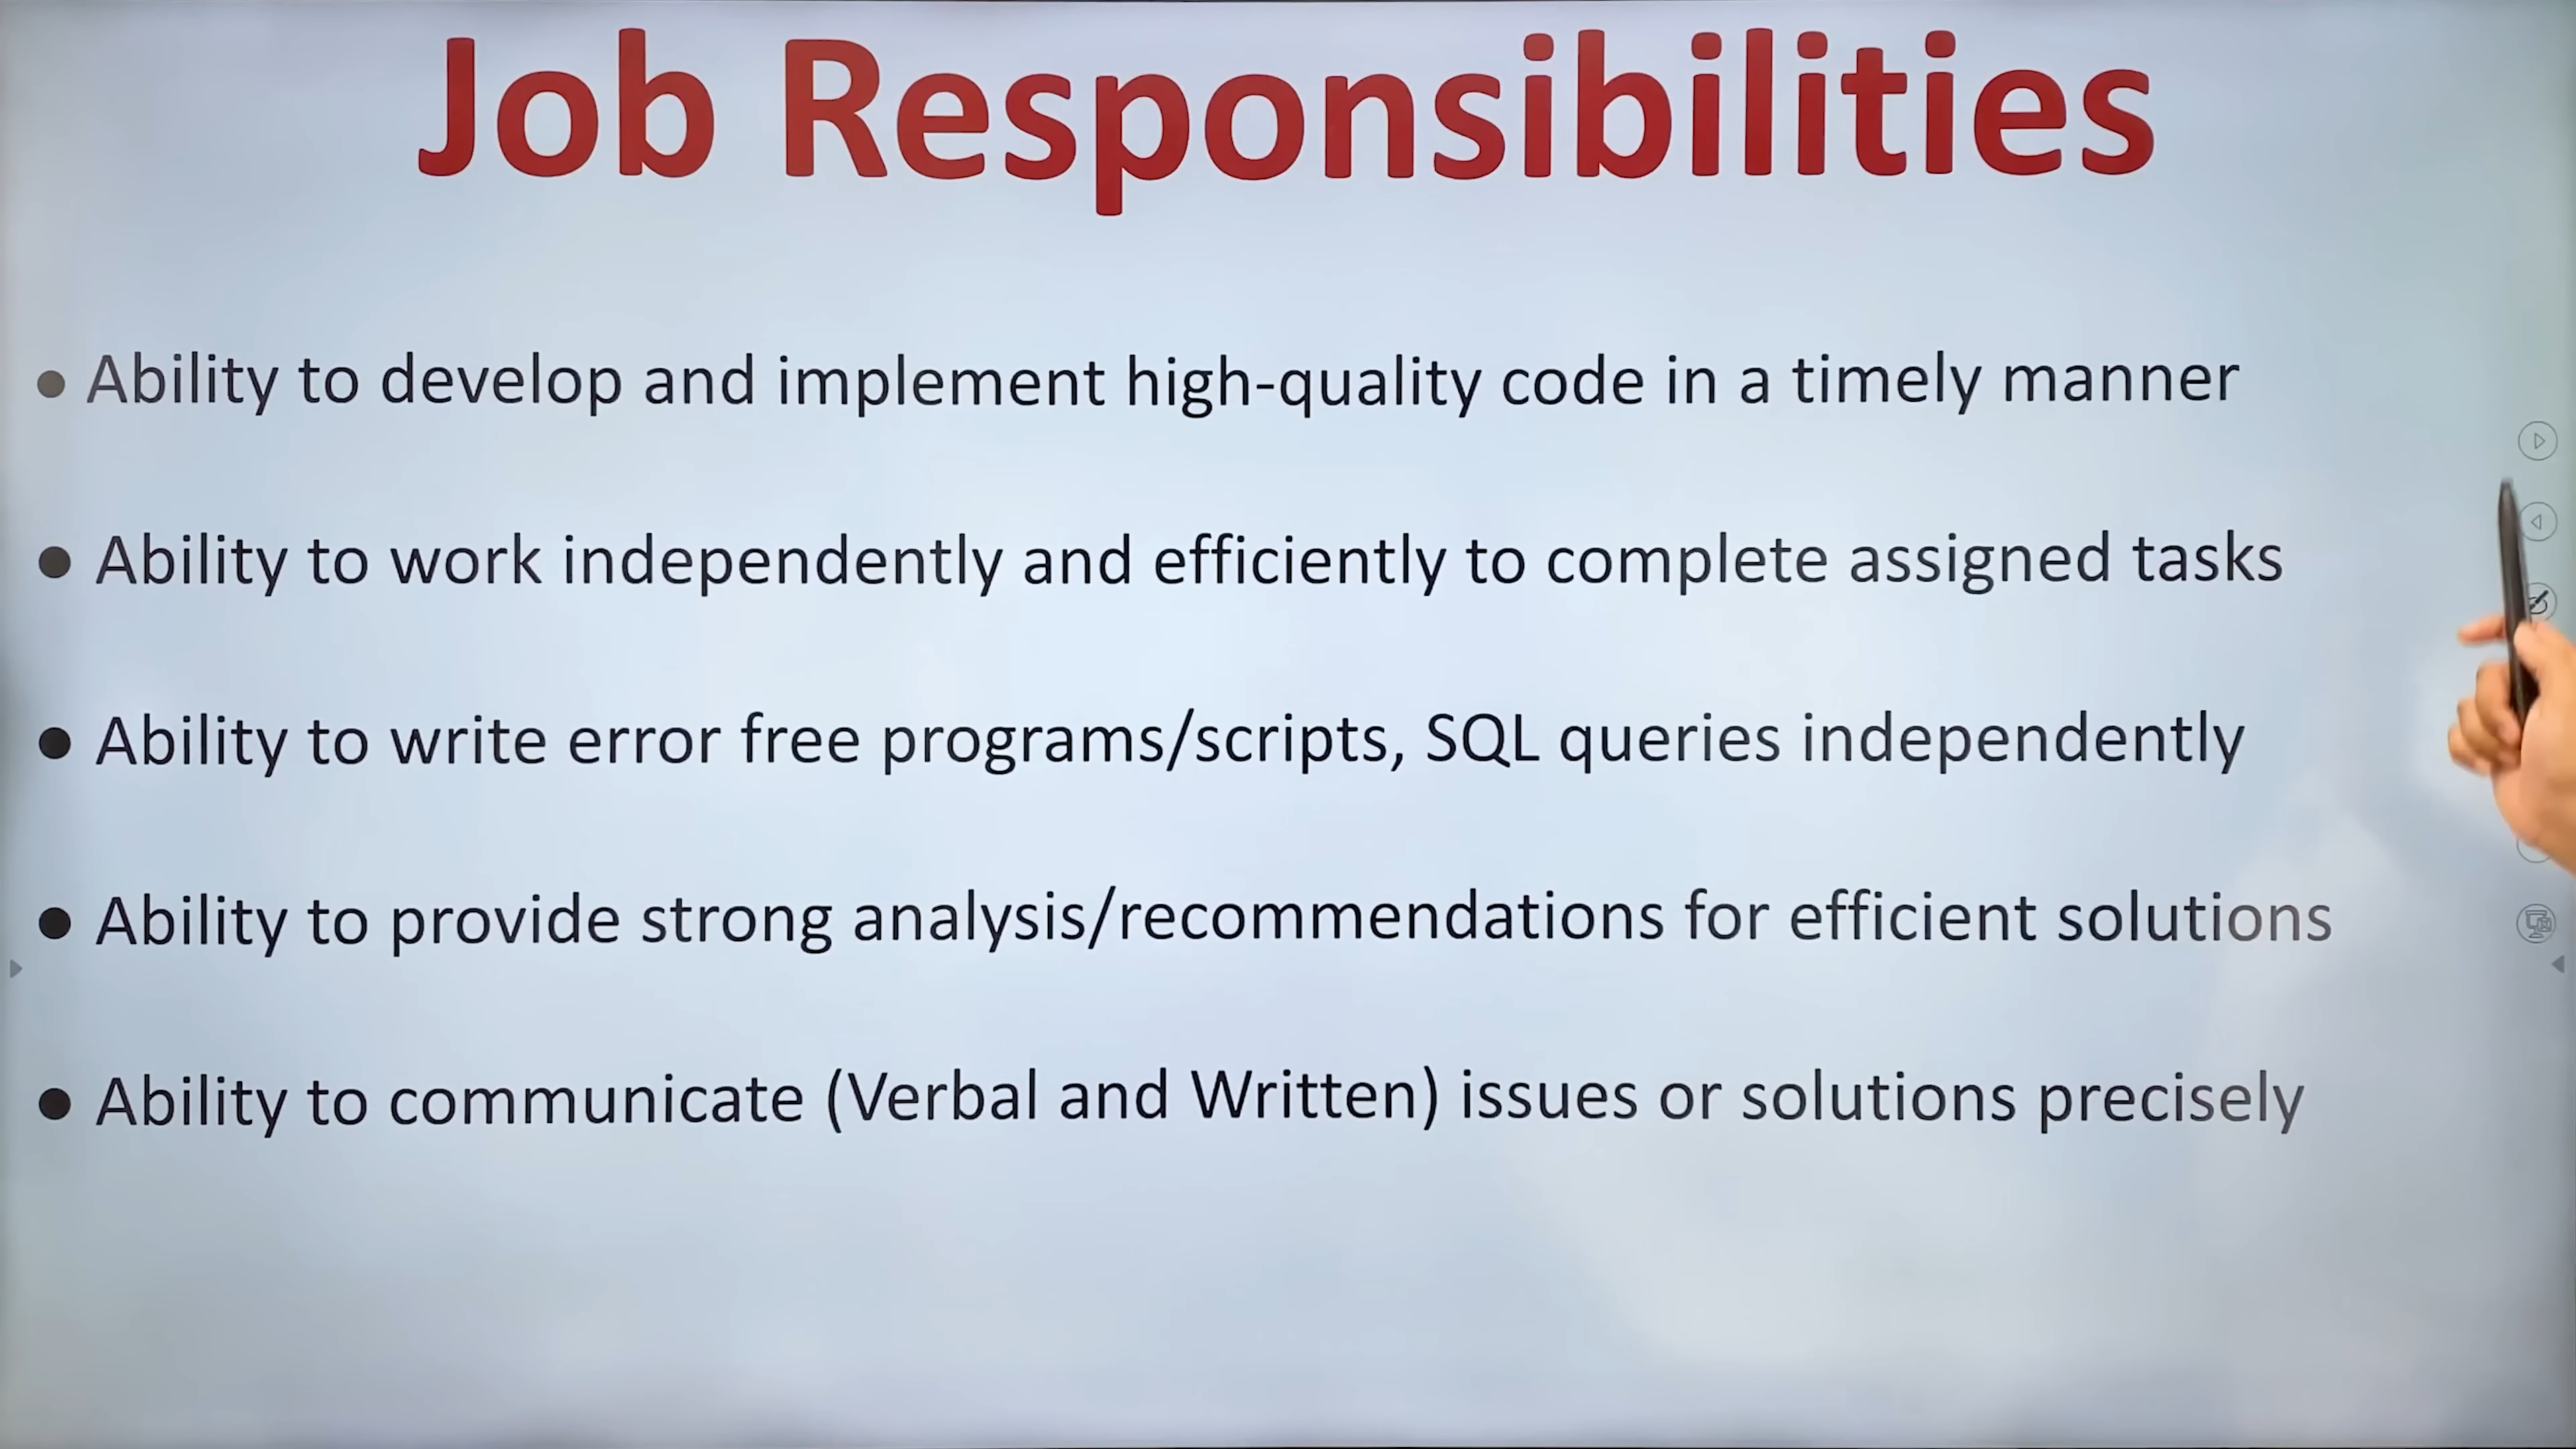 Job Responsibilities
• Ability to develop and implement high-quality code in a timely manner
• Ability to work independently and efficiently to complete assigned tasks
• Ability to write error free programs/scripts, SQL queries independently
• Ability to provide strong analysis/recommendations for efficient solutions
• Ability to communicate (Verbal and Written) issues or solutions precisely